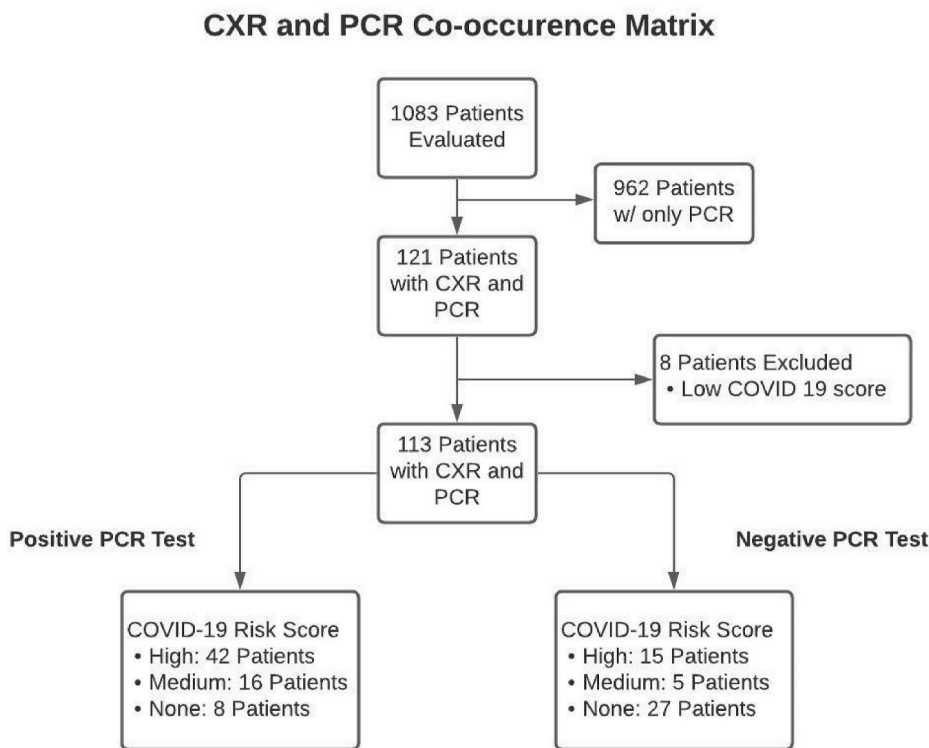 CXR and PCR Co-occurence Matrix
1083 Patients
Evaluated
962 Patients
w/ only PCR
121 Patients
with CXR and
PCR
8 Patients Excluded
• Low COVID 19 score
113 Patients
with CXR and
PCR
Positive PCR Test
Negative PCR Test
COVID-19 Risk Score
• High: 42 Patients
• Medium: 16 Patients
• None: 8 Patients
COVID-19 Risk Score
• High: 15 Patients
• Medium: 5 Patients
• None: 27 Patients